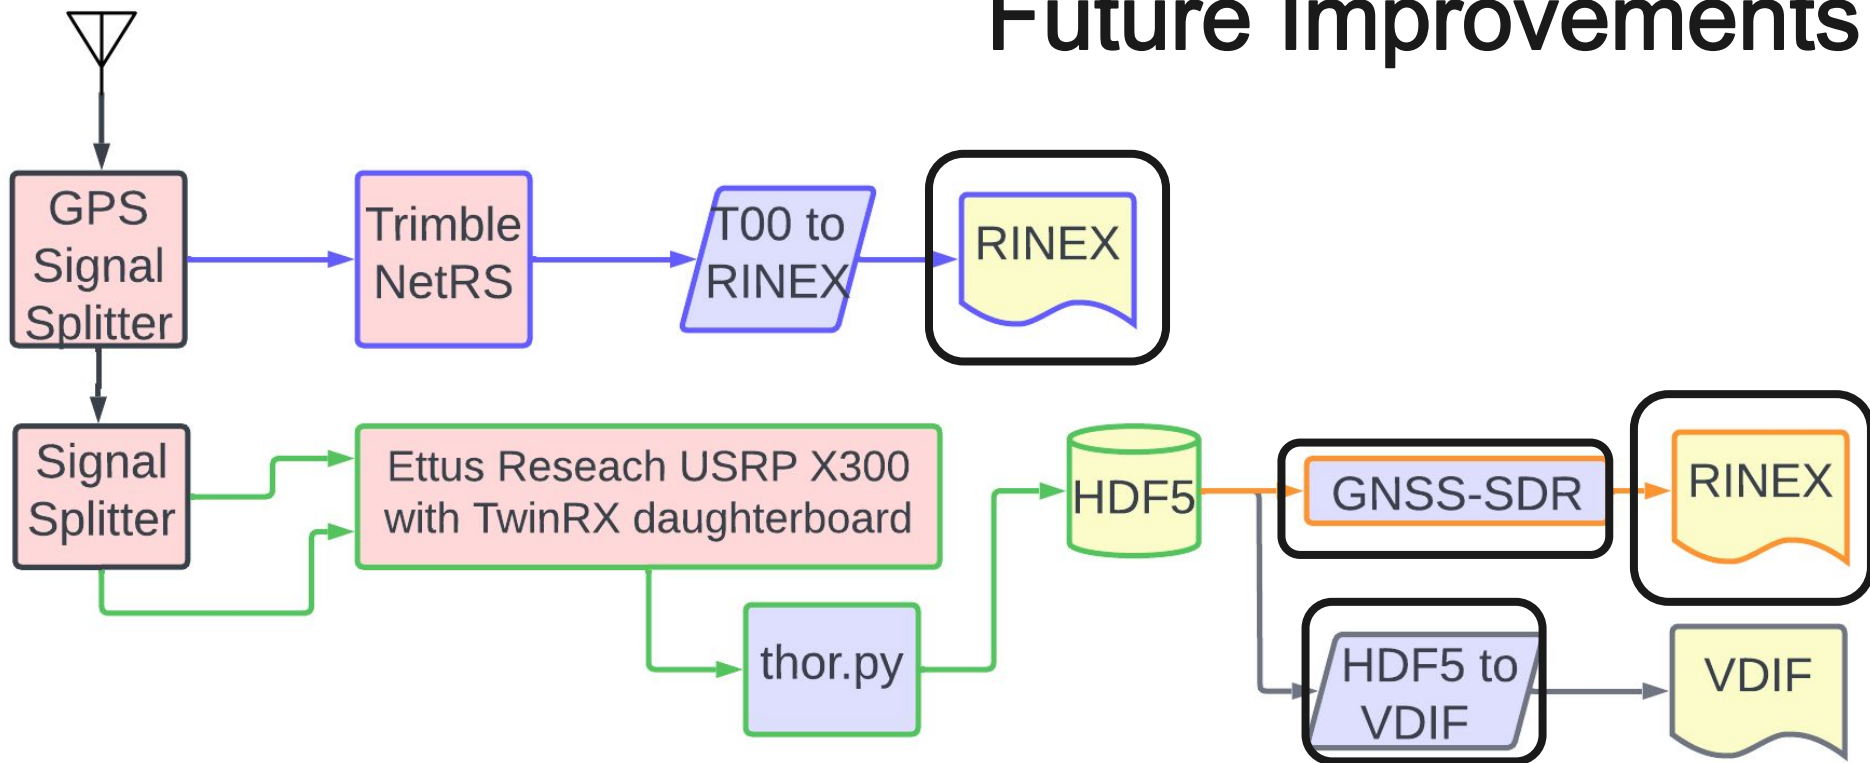 Future Improvements
GPS
Signal
Splitter
Trimble
NetRS
T00 to
RINEX
RINEX
Signal
Splitter
Ettus Reseach USRP X300
with TwinRX daughterboard
HDF5
GNSS-SDR
RINEX
thor.py
HDF5 to
VDIF
VDIF